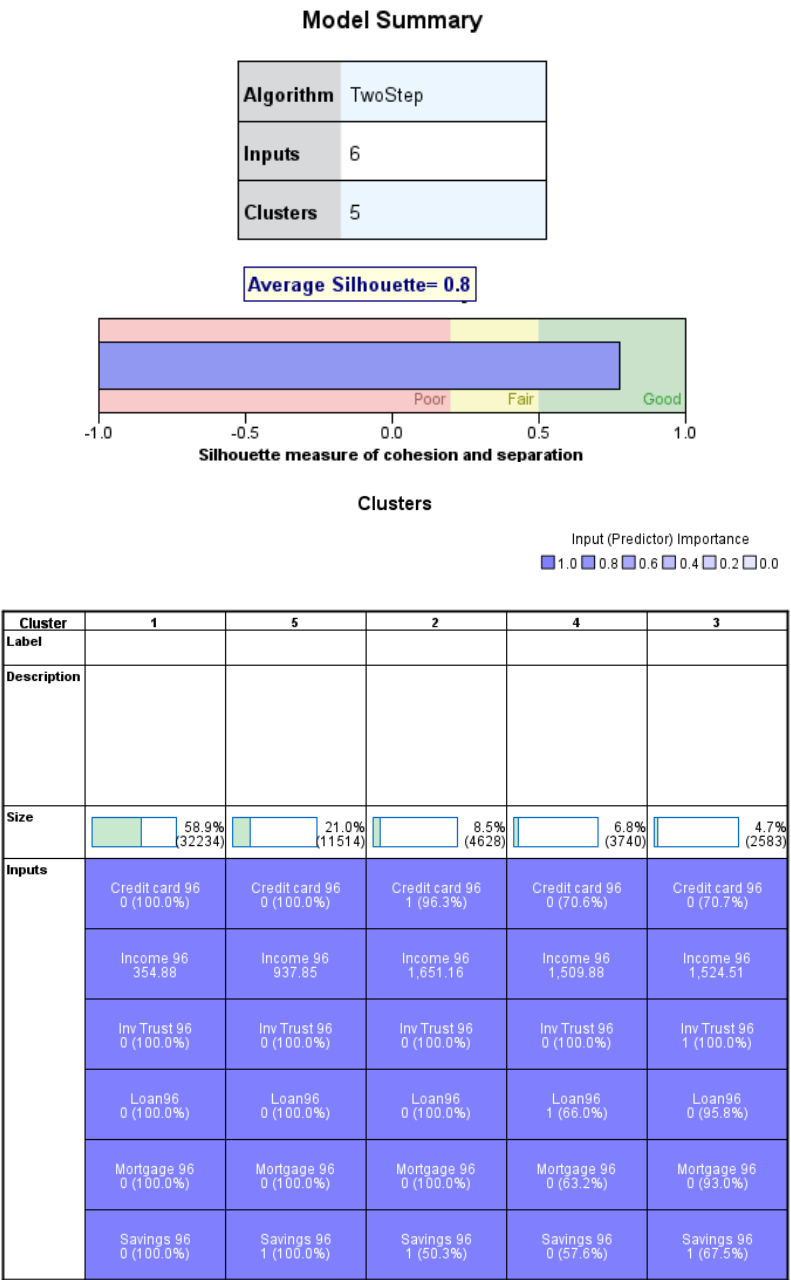 Model Summary
Algorithm TwoStep
Inputs 6
Clusters 5
Average Silhouette= 0.8
Poor Fair Good
-1.0 -0.5 0.0 0.5 1.0
Silhouette measure of cohesion and separation
Clusters
Input (Predictor) Importance
1.0 0.8 0.6 0.4 0.2 0.0
Cluster 1 5 2 4 3
Label
Description
Size 58.9% 21.0% 8.5% 6.8% 4.7%
(32234) (11514) (4628) (3740) (2583)
Inputs
Credit card 96 Credit card 96 Credit card 96 Credit card 96 Credit card 96
0 (100.0%) 0 (100.0%) 1 (96.3%) 0 (70.6%) 0 (70.7%)
Income 96 Income 96 Income 96 Income 96 Income 96
354.88 937.85 1,651.16 1,509.88 1,524.51
Inv Trust 96 Inv Trust 96 Inv Trust 96 Inv Trust 96 Inv Trust 96
0 (100.0%) 0 (100.0%) 0 (100.0%) 0 (100.0%) 1 (100.0%)
Loan96 Loan96 Loan96 Loan96 Loan96
0 (100.0%) 0 (100.0%) 0 (100.0%) 1 (66.0%) 0 (95.8%)
Mortgage 96 Mortgage 96 Mortgage 96 Mortgage 96 Mortgage 96
0 (100.0%) 0 (100.0%) 0 (100.0%) 0 (63.2%) 0 (93.0%)
Savings 96 Savings 96 Savings 96 Savings 96 Savings 96
0 (100.0%) 1 (100.0%) 1 (50.3%) 0 (57.6%) 1 (67.5%)